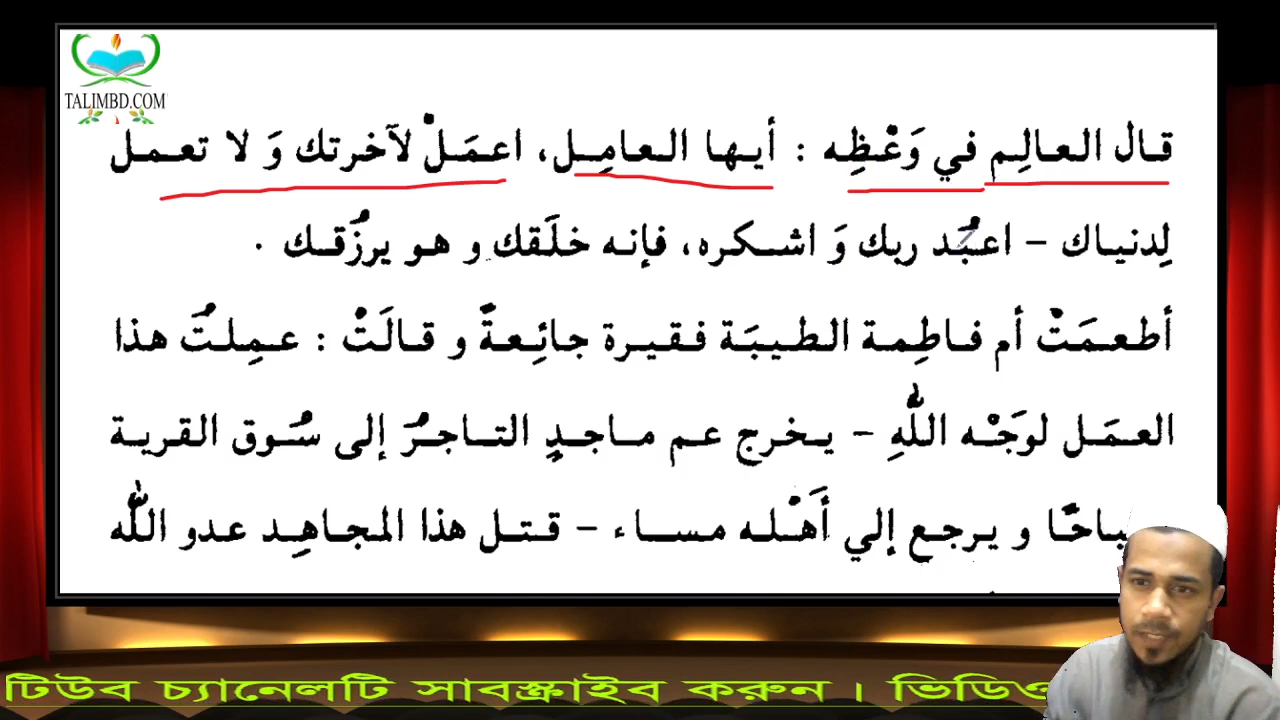 TALIMBD.COM
قال العالِم في وَعْظِه : أيها العامِل، اعمَلْ لآخرتك وَ لا تعمل
لِدنياك – اعبُد ربك وَ اشكره، فإنه خلَقك و هو يرزُقك .
أطعمَتْ أم فاطِمة الطيبَة فقيرة جائِعةً و قالَتْ : عمِلتُ هذا
العمَل لوَجْه اللّٰهِ – يخرج عم ماجدٍ التاجرُ إلى سُوق القرية
باحًا و يرجع إلي أَهْله مساء – قتل هذا المجاهِد عدو اللّٰه
টিউব চ্যানেলটি সাবস্ক্রাইব করুন । ভিডিও